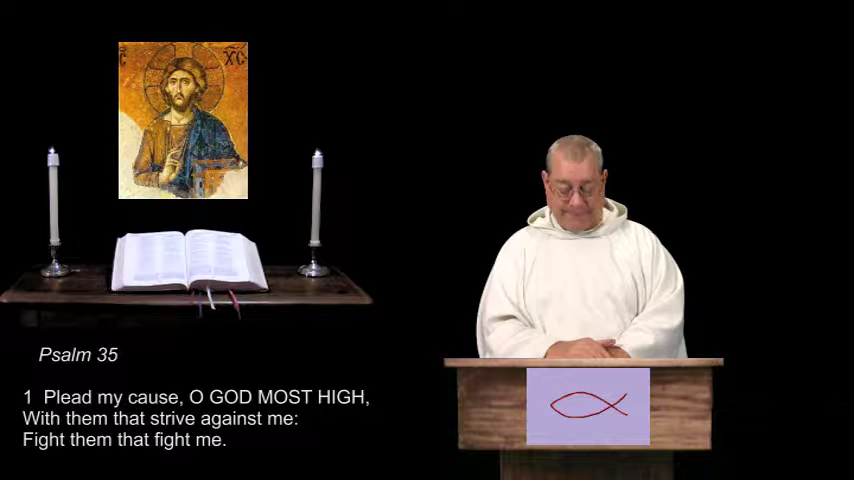 XC
Psalm 35
1 Plead my cause, O GOD MOST HIGH,
With them that strive against me:
Fight them that fight me.